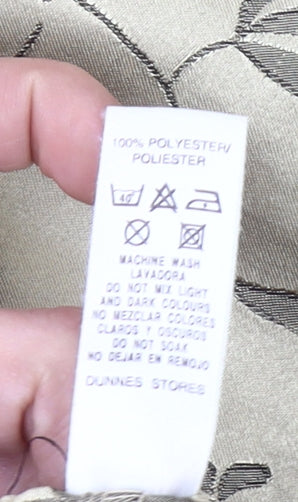 100% POLYESTER/
POLIESTER
40
MACHINE WASH
LAVADORA
DO NOT MIX LIGHT
AND DARK COLOURS
NO MEZCLAR COLORES
CLAROS Y OSCUROS
DO NOT SOAK
NO DEJAR EM REMOJO
DUNNES STORES